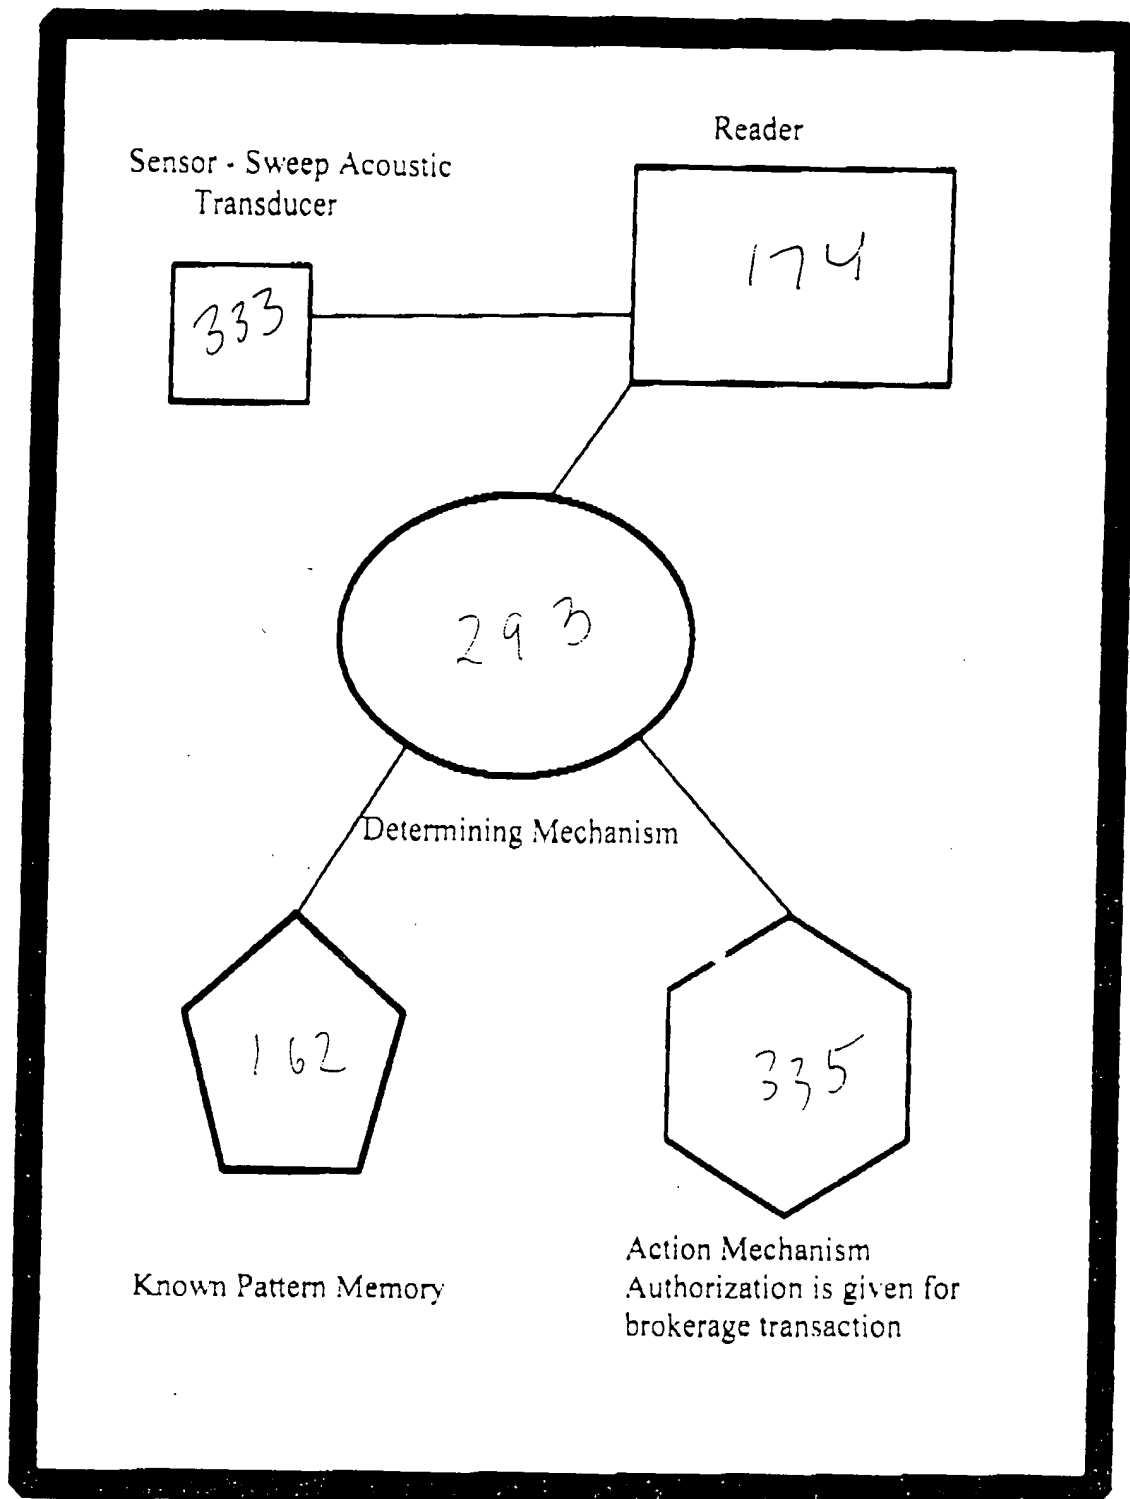 Reader
Sensor - Sweep Acoustic
Transducer
174
333
293
Determining Mechanism
162
335
Known Pattern Memory
Action Mechanism
Authorization is given for
brokerage transaction